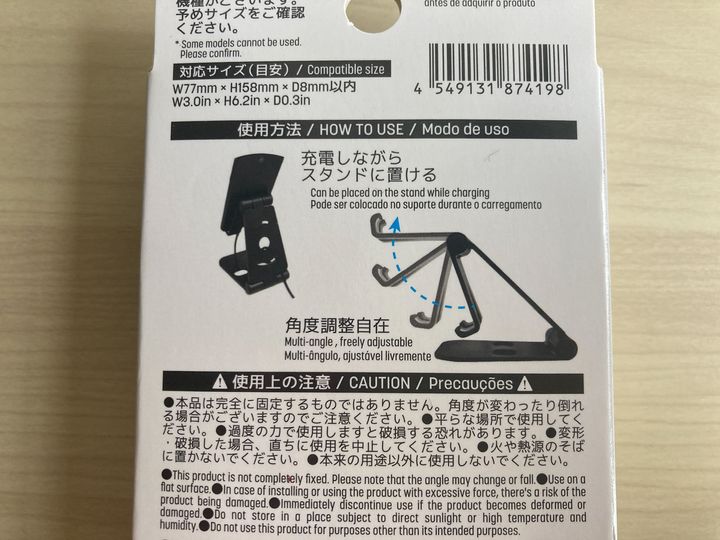 機種がございます。
予めサイズをご確認
ください。
* Some models cannot be used.
Please confirm.
antes de adquirir o produto
対応サイズ(目安) / Compatible size
W77mm × H158mm × D8mm以内
W3.0in × H6.2in × D0.3in
4 549131 874198
使用方法 / HOW TO USE / Modo de uso
充電しながら
スタンドに置ける
Can be placed on the stand while charging
Pode ser colocado no suporte durante o carregamento
角度調整自在
Multi-angle , freely adjustable
Multi-ângulo, ajustável livremente
使用上の注意 / CAUTION / Precauções
●本品は完全に固定するものではありません。角度が変わったり倒れ
る場合がございますのでご注意ください。●平らな場所で使用してく
ださい。●過度の力で使用しますと破損する恐れがあります。●変形
・破損した場合、直ちに使用を中止してください。●火や熱源のそば
に置かないでください。●本来の用途以外に使用しないでください。
●This product is not completely fixed. Please note that the angle may change or fall.●Use on a
flat surface.●In case of installing or using the product with excessive force, there's a risk of the
product being damaged.●Immediately discontinue use if the product becomes deformed or
damaged.●Do not store in a place subject to direct sunlight or high temperature and
humidity.●Do not use this product for purposes other than its intended purposes.